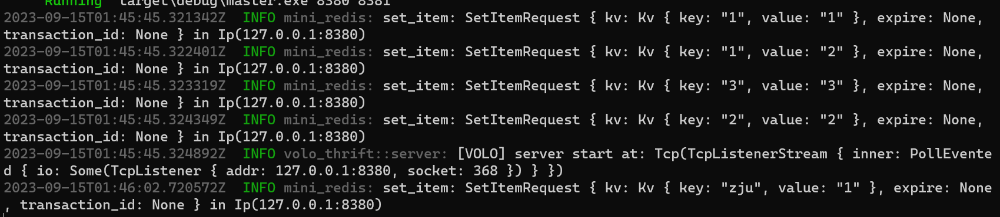 Running `target\debug\master.exe 8380 8381`
2023-09-15T01:45:45.321342Z  INFO mini_redis: set_item: SetItemRequest { kv: Kv { key: "1", value: "1" }, expire: None,
transaction_id: None } in Ip(127.0.0.1:8380)
2023-09-15T01:45:45.322401Z  INFO mini_redis: set_item: SetItemRequest { kv: Kv { key: "1", value: "2" }, expire: None,
transaction_id: None } in Ip(127.0.0.1:8380)
2023-09-15T01:45:45.323319Z  INFO mini_redis: set_item: SetItemRequest { kv: Kv { key: "3", value: "3" }, expire: None,
transaction_id: None } in Ip(127.0.0.1:8380)
2023-09-15T01:45:45.324349Z  INFO mini_redis: set_item: SetItemRequest { kv: Kv { key: "2", value: "2" }, expire: None,
transaction_id: None } in Ip(127.0.0.1:8380)
2023-09-15T01:45:45.324892Z  INFO volo_thrift::server: [VOLO] server start at: Tcp(TcpListenerStream { inner: PollEvente
d { io: Some(TcpListener { addr: 127.0.0.1:8380, socket: 368 }) } })
2023-09-15T01:46:02.720572Z  INFO mini_redis: set_item: SetItemRequest { kv: Kv { key: "zju", value: "1" }, expire: None
, transaction_id: None } in Ip(127.0.0.1:8380)